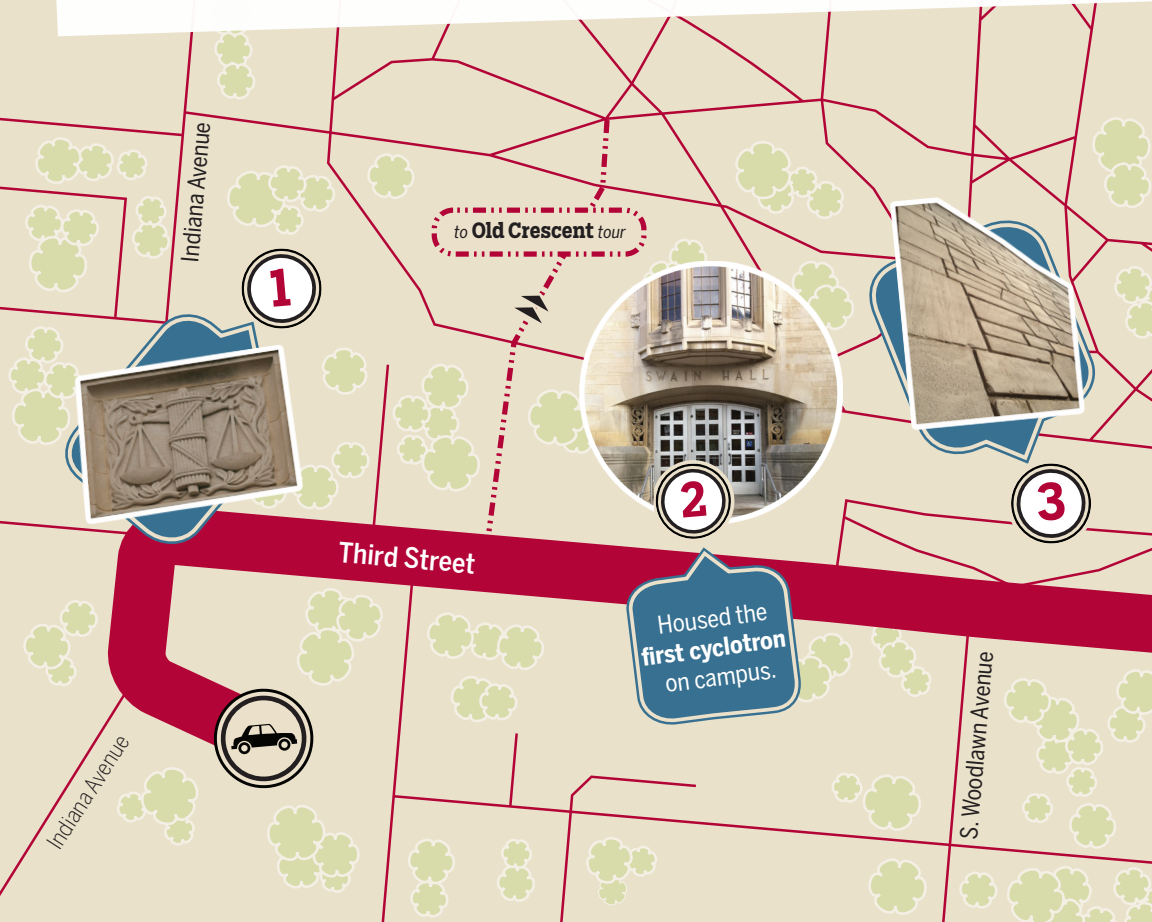 Indiana Avenue
1
to Old Crescent tour
SWAIN HALL
2
3
Third Street
Housed the
first cyclotron
on campus.
S. Woodlawn Avenue
Indiana Avenue